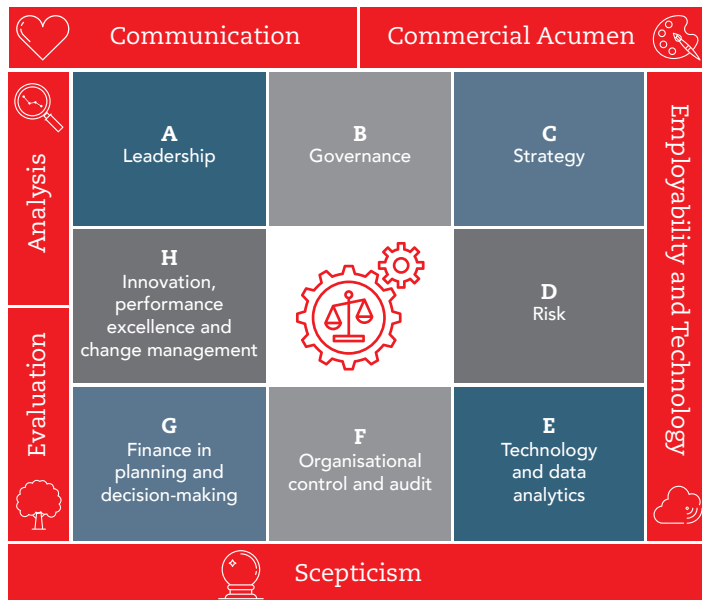 Communication
Commercial Acumen
Analysis
Evaluation
A
Leadership
B
Governance
C
Strategy
H
Innovation,
performance
excellence and
change management
D
Risk
G
Finance in
planning and
decision-making
F
Organisational
control and audit
E
Technology
and data
analytics
Employability and Technology
Scepticism